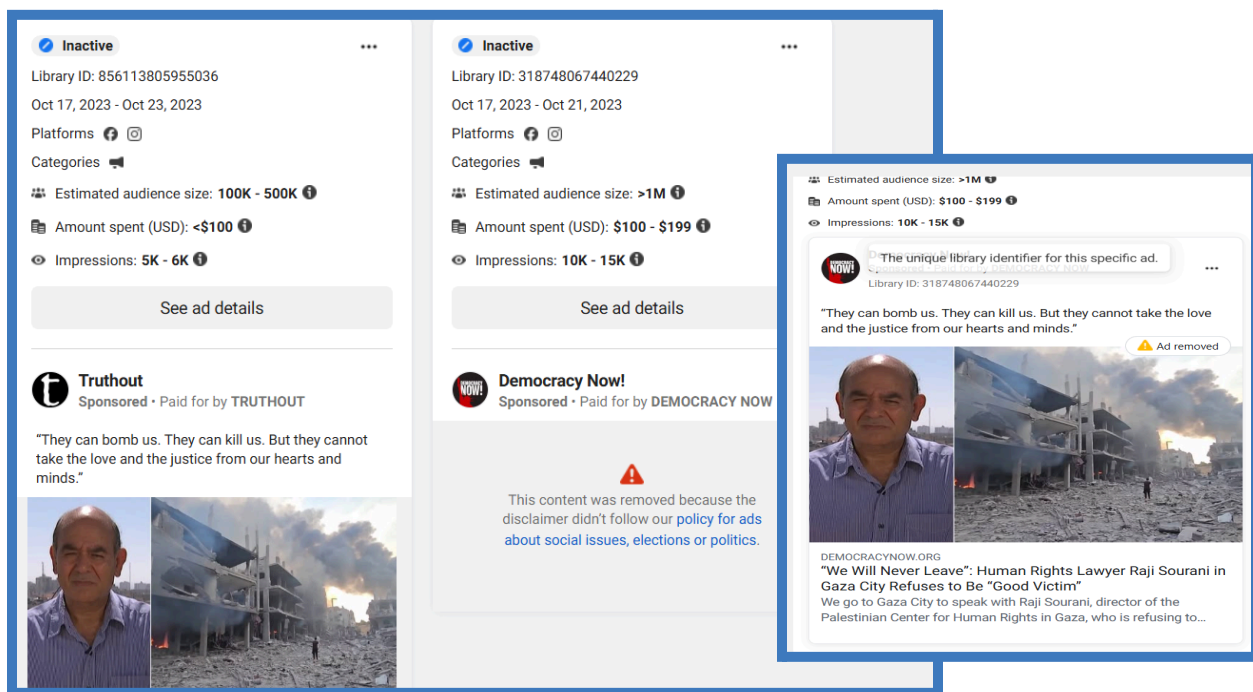 Inactive
Library ID: 856113805955036
Oct 17, 2023 - Oct 23, 2023
Platforms
Categories
Estimated audience size: 100K - 500K
Amount spent (USD): <$100
Impressions: 5K - 6K
See ad details
Truthout
Sponsored • Paid for by TRUTHOUT
“They can bomb us. They can kill us. But they cannot
take the love and the justice from our hearts and
minds.”
Inactive
Library ID: 318748067440229
Oct 17, 2023 - Oct 21, 2023
Platforms
Categories
Estimated audience size: >1M
Amount spent (USD): $100 - $199
Impressions: 10K - 15K
See ad details
DEMOCRACY
NOW!
Democracy Now!
Sponsored • Paid for by DEMOCRACY NOW
This content was removed because the
disclaimer didn’t follow our policy for ads
about social issues, elections or politics.
Estimated audience size: >1M
Amount spent (USD): $100 - $199
Impressions: 10K - 15K
DEMOCRACY
NOW!
The unique library identifier for this specific ad.
Sponsored • Paid for by DEMOCRACY NOW
Library ID: 318748067440229
“They can bomb us. They can kill us. But they cannot take the love
and the justice from our hearts and minds.”
Ad removed
DEMOCRACYNOW.ORG
“We Will Never Leave”: Human Rights Lawyer Raji Sourani in
Gaza City Refuses to Be “Good Victim”
We go to Gaza City to speak with Raji Sourani, director of the
Palestinian Center for Human Rights in Gaza, who is refusing to...